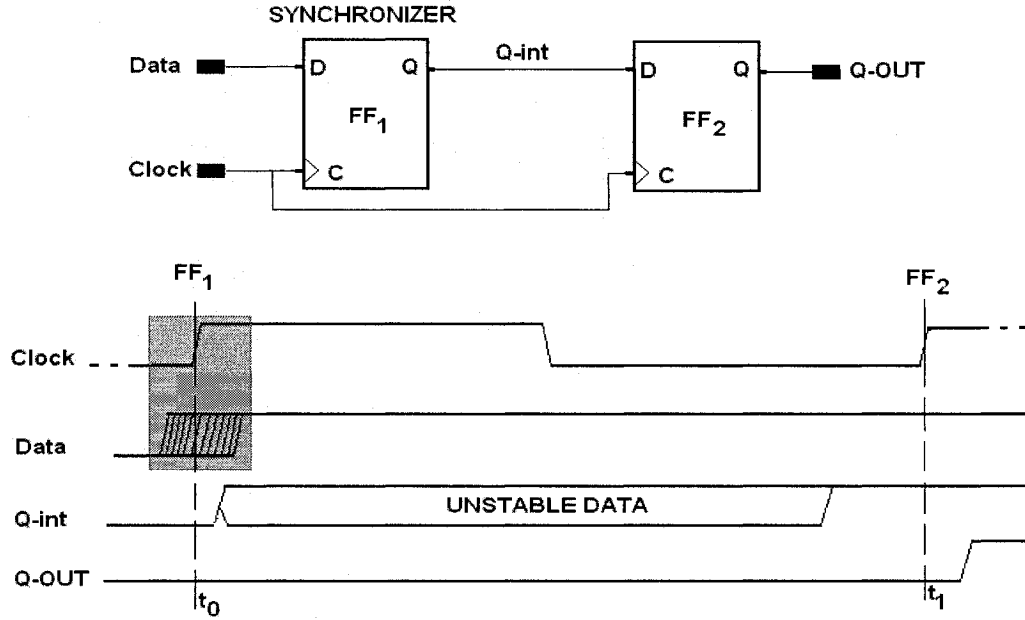 SYNCHRONIZER
Data
D
Q
Q-int
D
Q
Q-OUT
FF1
FF2
Clock
C
C
FF1
FF2
Clock
Data
Q-int
UNSTABLE DATA
Q-OUT
t0
t1